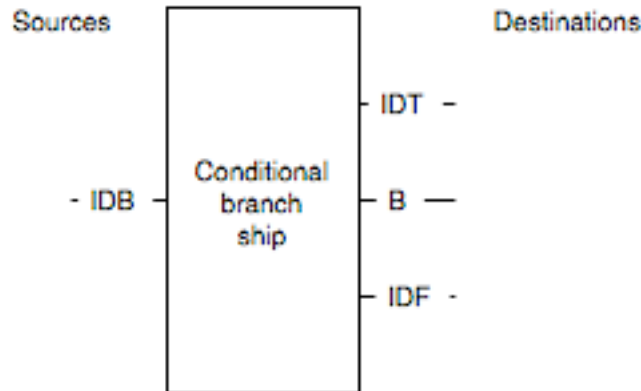 Sources
Destinations
IDT
Conditional
branch
ship
IDB
B
IDF